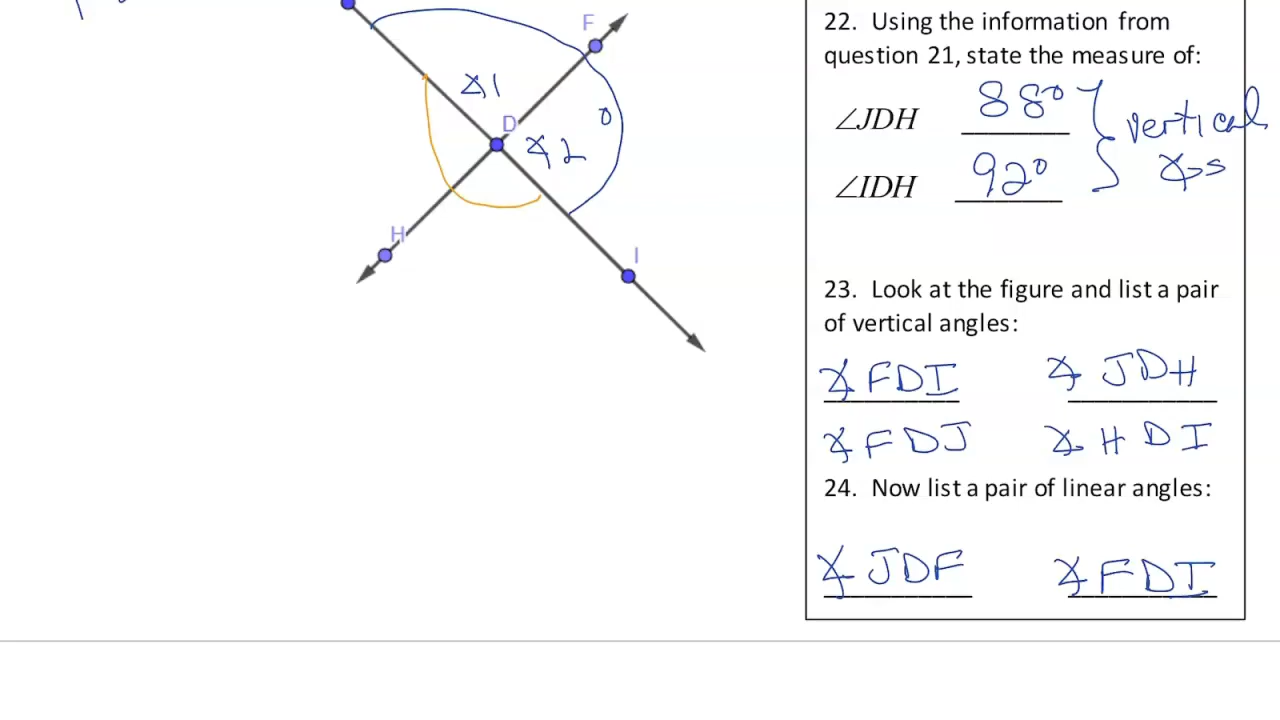 F
∡1
D
∡2
H
I
22. Using the information from
question 21, state the measure of:
∠JDH 88°
∠IDH 92°
vertical
∡s
23. Look at the figure and list a pair
of vertical angles:
∡FDI ∡JDH
∡FDJ ∡HDI
24. Now list a pair of linear angles:
∡JDF ∡FDI